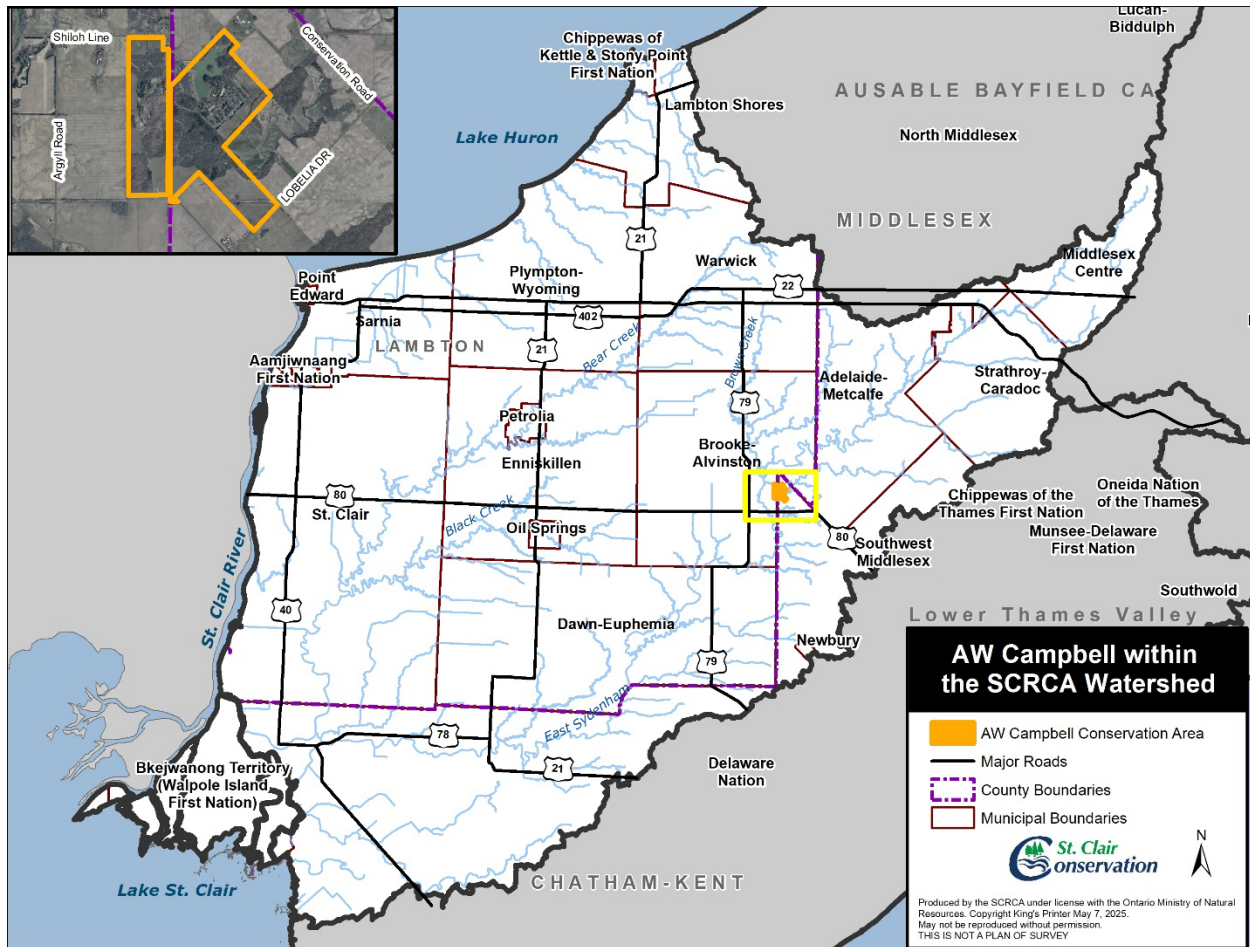 Shiloh Line
Conservation Road
Argyll Road
LOBELIA DR
Lucan-
Biddulph
Chippewas of
Kettle & Stony Point
First Nation
Lambton Shores
AUSABLE BAYFIELD CA
North Middlesex
Lake Huron
MIDDLESEX
21
Warwick
Middlesex
Centre
Point
Edward
Plympton-
Wyoming
22
402
Sarnia
LAMBTON
21
Bear Creek
Brown Creek
Aamjiwnaang
First Nation
Adelaide-
Metcalfe
Strathroy-
Caradoc
79
Petrolia
Brooke-
Alvinston
Enniskillen
80
St. Clair
Black Creek
Oil Springs
Chippewas of the
Thames First Nation
Oneida Nation
of the Thames
Munsee-Delaware
First Nation
80
Southwest
Middlesex
Southwold
St. Clair River
40
Lower Thames Valley
Dawn-Euphemia
Newbury
79
East Sydenham
78
21
Delaware
Nation
Bkejwanong Territory
(Walpole Island
First Nation)
Lake St. Clair
CHATHAM-KENT
AW Campbell within
the SCRCA Watershed
AW Campbell Conservation Area
Major Roads
County Boundaries
Municipal Boundaries
St. Clair
Conservation
N
Produced by the SCRCA under license with the Ontario Ministry of Natural
Resources. Copyright King's Printer May 7, 2025.
May not be reproduced without permission.
THIS IS NOT A PLAN OF SURVEY